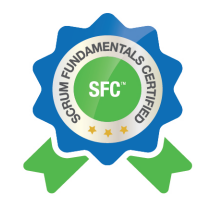 SCRUM FUNDAMENTALS CERTIFIED
SFC™